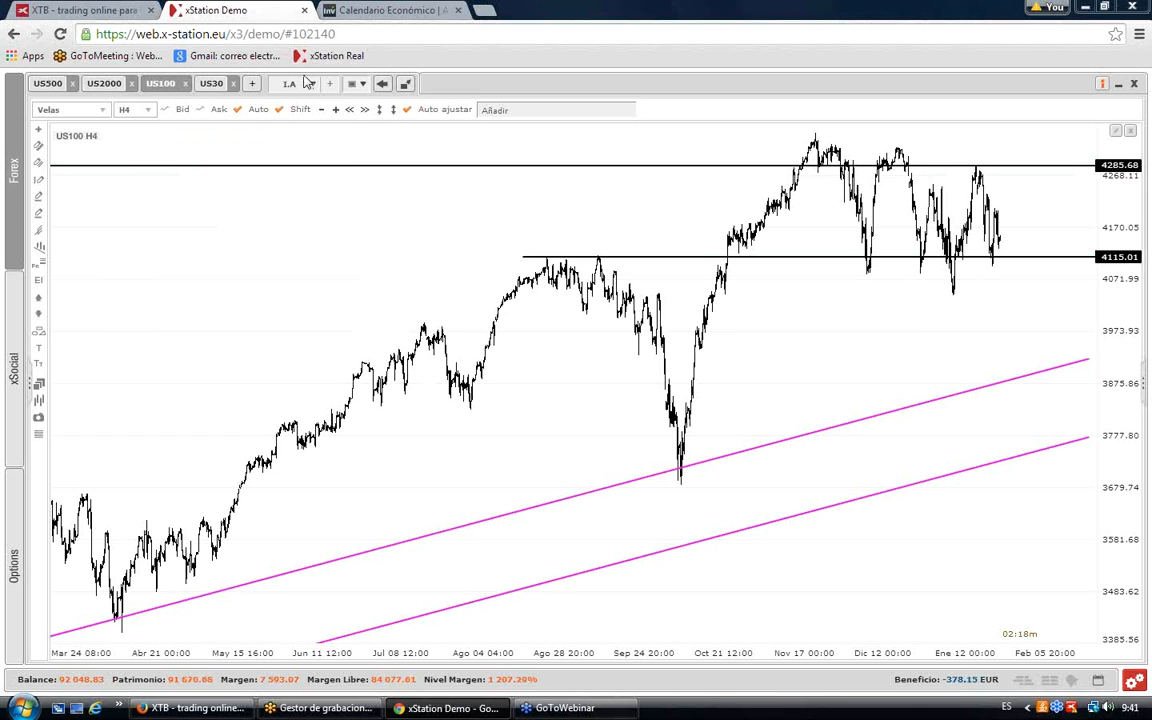 XTB - trading online para
xStation Demo
Calendario Económico | A
You
https://web.x-station.eu/x3/demo/#102140
Apps
GoToMeeting : Web...
Gmail: correo electr...
xStation Real
US500
US2000
US100
US30
I.A
Velas
H4
Bid
Ask
Auto
Shift
Auto ajustar
Añadir
US100 H4
Forex
xSocial
Options
4285.68
4268.11
4170.05
4115.01
4071.99
3973.93
3875.86
3777.80
3679.74
3581.68
3483.62
3385.56
02:18m
Mar 24 08:00
Abr 21 00:00
May 15 16:00
Jun 11 12:00
Jul 08 12:00
Ago 04 04:00
Ago 28 20:00
Sep 24 20:00
Oct 21 12:00
Nov 17 00:00
Dic 12 00:00
Ene 12 00:00
Feb 05 20:00
Balance: 92 048.83
Patrimonio: 91 670.68
Margen: 7 593.07
Margen Libre: 84 077.61
Nivel Margen: 1 207.29%
Beneficio: -378.15 EUR
XTB - trading online...
Gestor de grabacion...
xStation Demo - Go...
GoToWebinar
ES
9:41